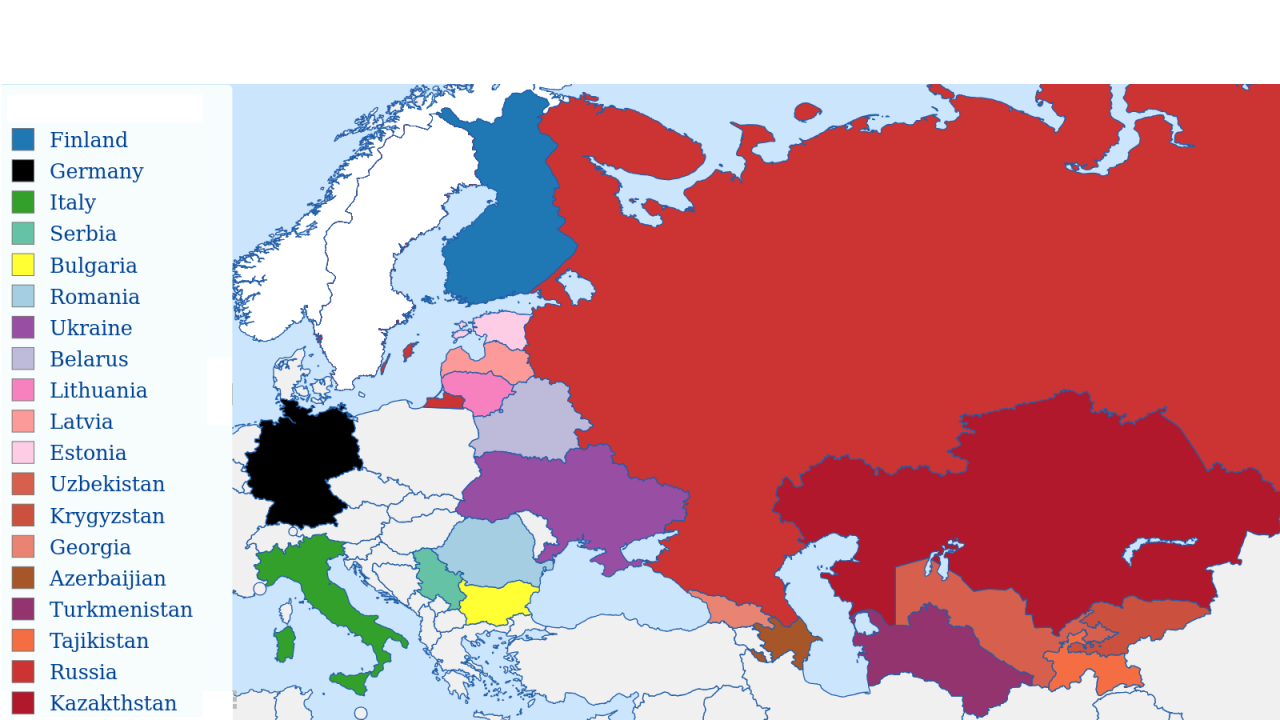 Finland
Germany
Italy
Serbia
Bulgaria
Romania
Ukraine
Belarus
Lithuania
Latvia
Estonia
Uzbekistan
Krygyzstan
Georgia
Azerbaijian
Turkmenistan
Tajikistan
Russia
Kazakthstan